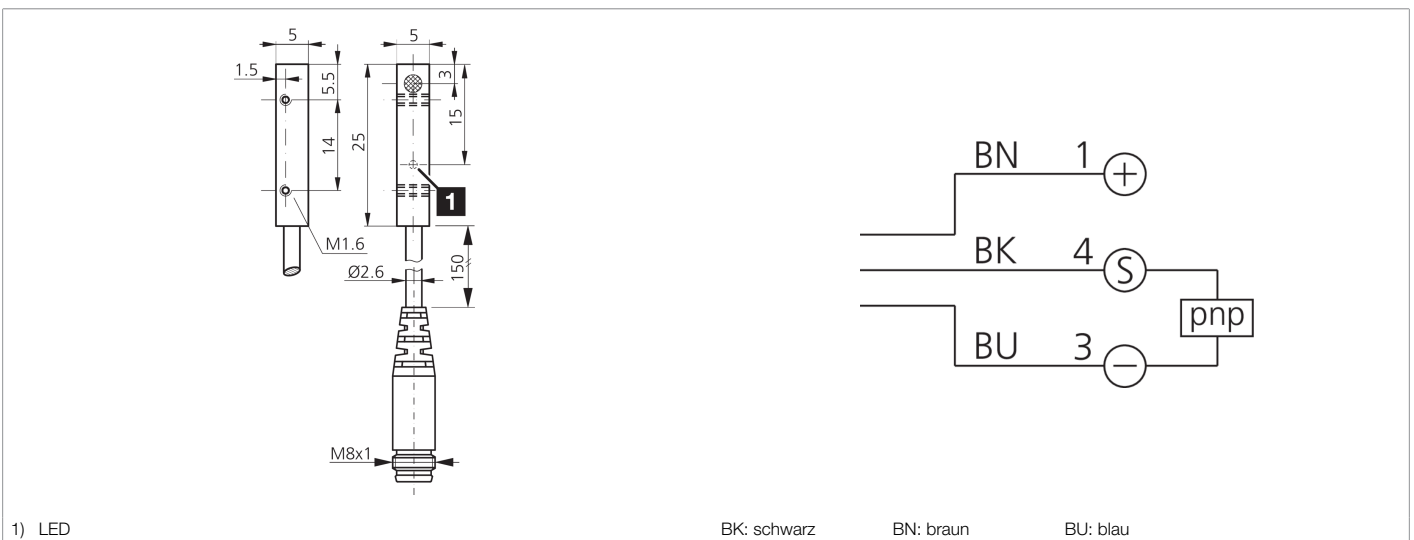 5 5
1.5
5.5
3
15
14
25
1
M1.6
Ø2.6
150
M8x1
BN 1 +
BK 4 S
pnp
BU 3 −
1) LED
BK: schwarz BN: braun BU: blau